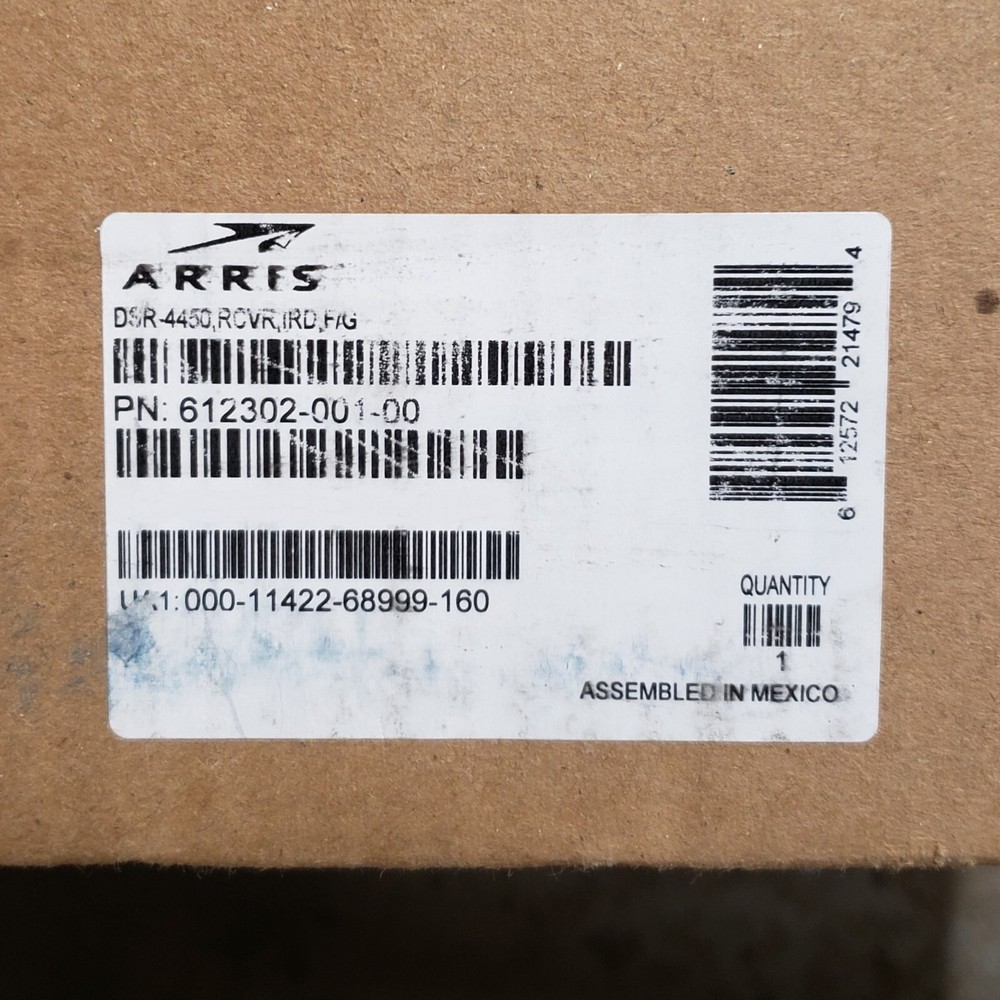 ARRIS
DSR-4450,RCVR,IRD,F/G
PN: 612302-001-00
000-11422-68999-160
6 12572 21479 4
QUANTITY
1
ASSEMBLED IN MEXICO